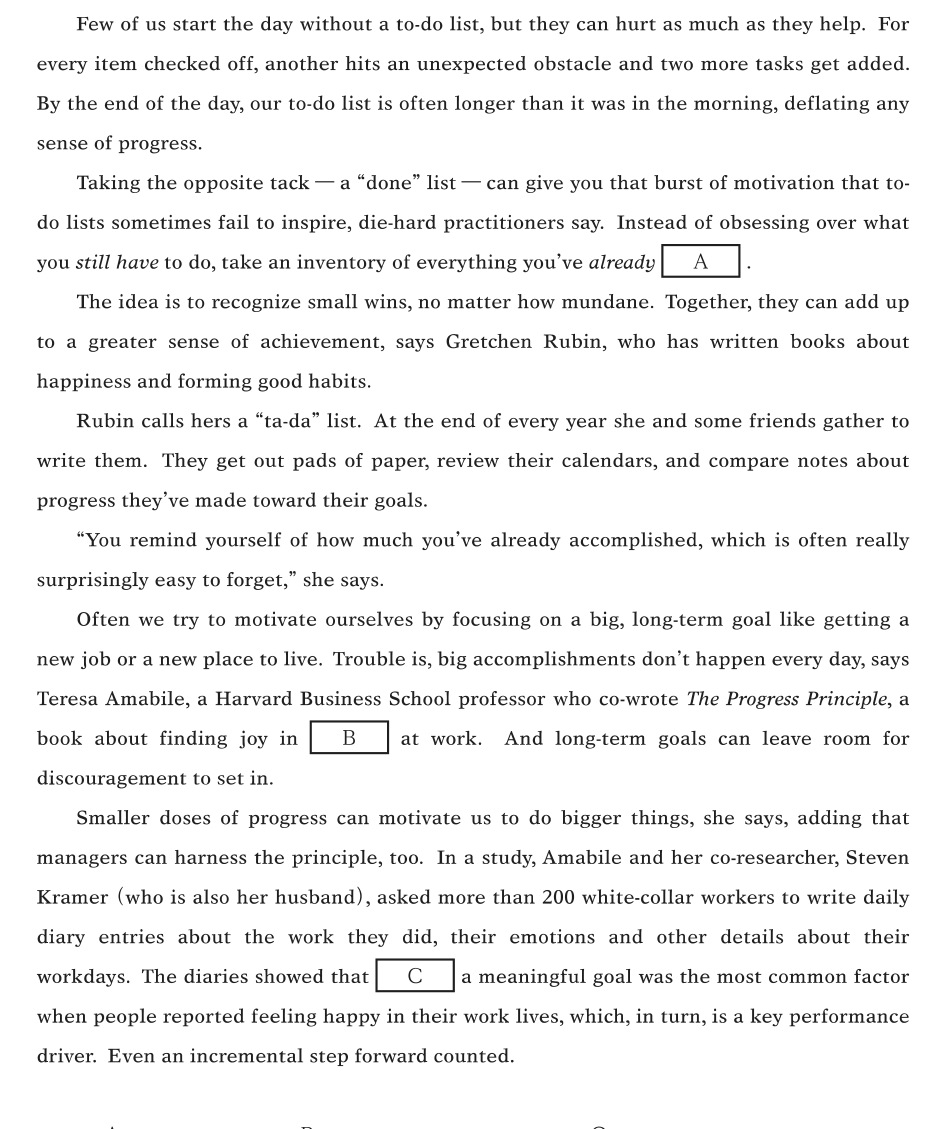 Few of us start the day without a to-do list, but they can hurt as much as they help. For
every item checked off, another hits an unexpected obstacle and two more tasks get added.
By the end of the day, our to-do list is often longer than it was in the morning, deflating any
sense of progress.
Taking the opposite tack — a “done” list — can give you that burst of motivation that to-
do lists sometimes fail to inspire, die-hard practitioners say. Instead of obsessing over what
you still have to do, take an inventory of everything you’ve already A .
The idea is to recognize small wins, no matter how mundane. Together, they can add up
to a greater sense of achievement, says Gretchen Rubin, who has written books about
happiness and forming good habits.
Rubin calls hers a “ta-da” list. At the end of every year she and some friends gather to
write them. They get out pads of paper, review their calendars, and compare notes about
progress they’ve made toward their goals.
“You remind yourself of how much you’ve already accomplished, which is often really
surprisingly easy to forget,” she says.
Often we try to motivate ourselves by focusing on a big, long-term goal like getting a
new job or a new place to live. Trouble is, big accomplishments don’t happen every day, says
Teresa Amabile, a Harvard Business School professor who co-wrote The Progress Principle, a
book about finding joy in B at work. And long-term goals can leave room for
discouragement to set in.
Smaller doses of progress can motivate us to do bigger things, she says, adding that
managers can harness the principle, too. In a study, Amabile and her co-researcher, Steven
Kramer (who is also her husband), asked more than 200 white-collar workers to write daily
diary entries about the work they did, their emotions and other details about their
workdays. The diaries showed that C a meaningful goal was the most common factor
when people reported feeling happy in their work lives, which, in turn, is a key performance
driver. Even an incremental step forward counted.